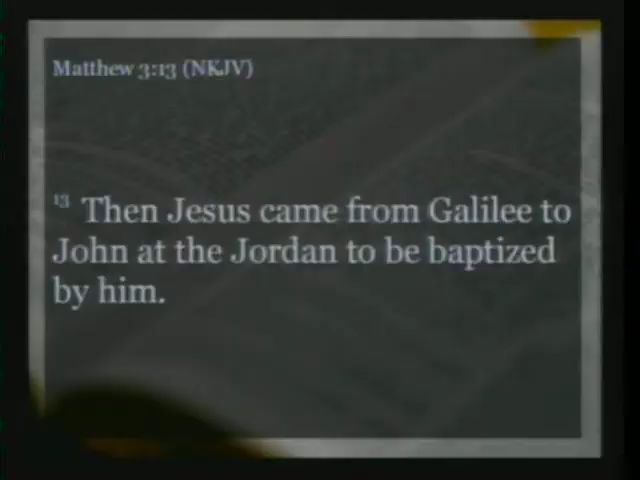 Matthew 3:13 (NKJV)
13 Then Jesus came from Galilee to
John at the Jordan to be baptized
by him.